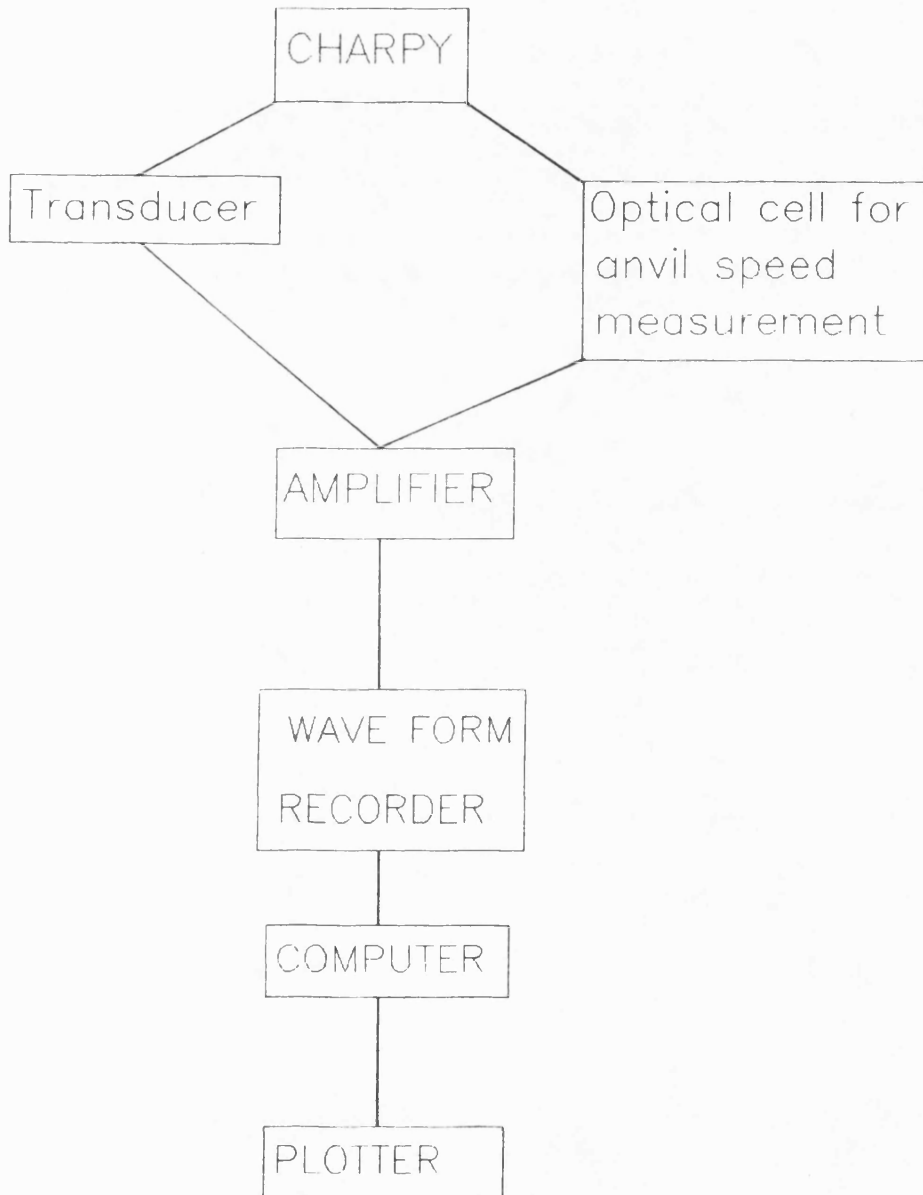 CHARPY
Transducer
Optical cell for
anvil speed
measurement
AMPLIFIER
WAVE FORM
RECORDER
COMPUTER
PLOTTER